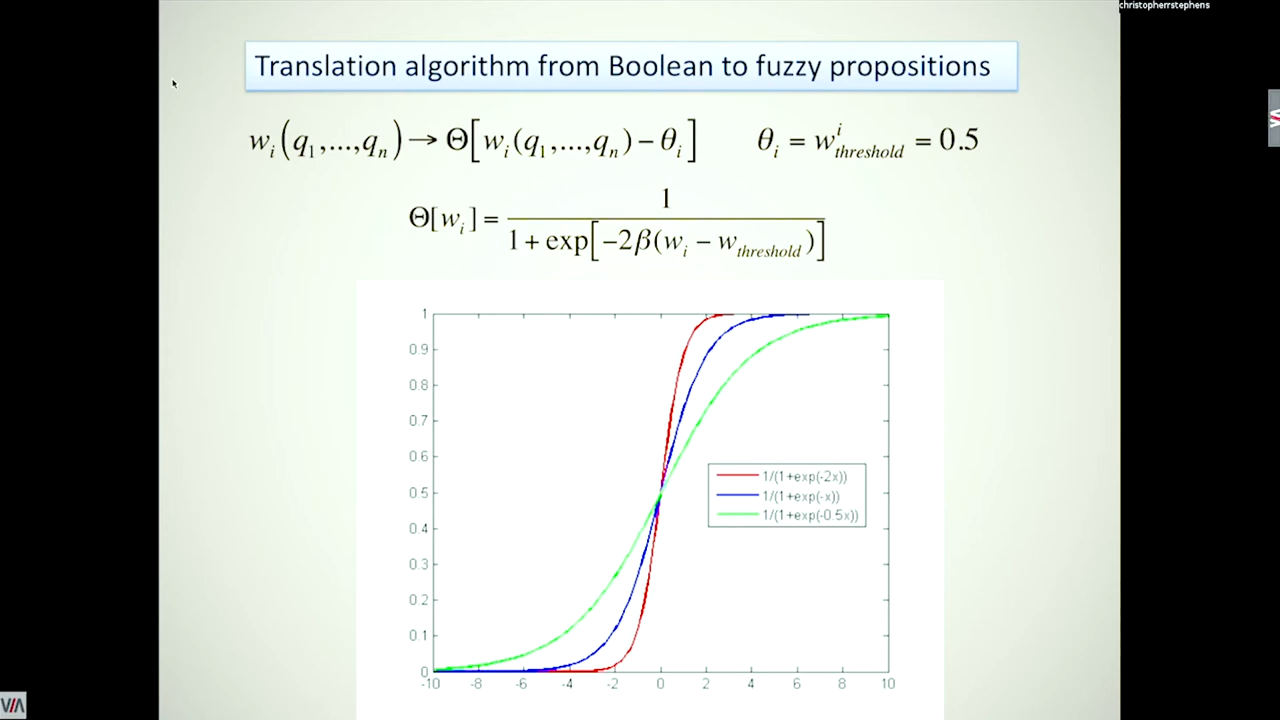 christopherrstephens
Translation algorithm from Boolean to fuzzy propositions
w_i(q_1,...,q_n) → Θ[w_i(q_1,...,q_n) − θ_i]   θ_i = w^i_threshold = 0.5
Θ[w_i] = 1 / (1 + exp[−2β(w_i − w_threshold)])
1
0.9
0.8
0.7
0.6
0.5
0.4
0.3
0.2
0.1
0
1/(1+exp(-2x))
1/(1+exp(-x))
1/(1+exp(-0.5x))
-10 -8 -6 -4 -2 0 2 4 6 8 10
VIA